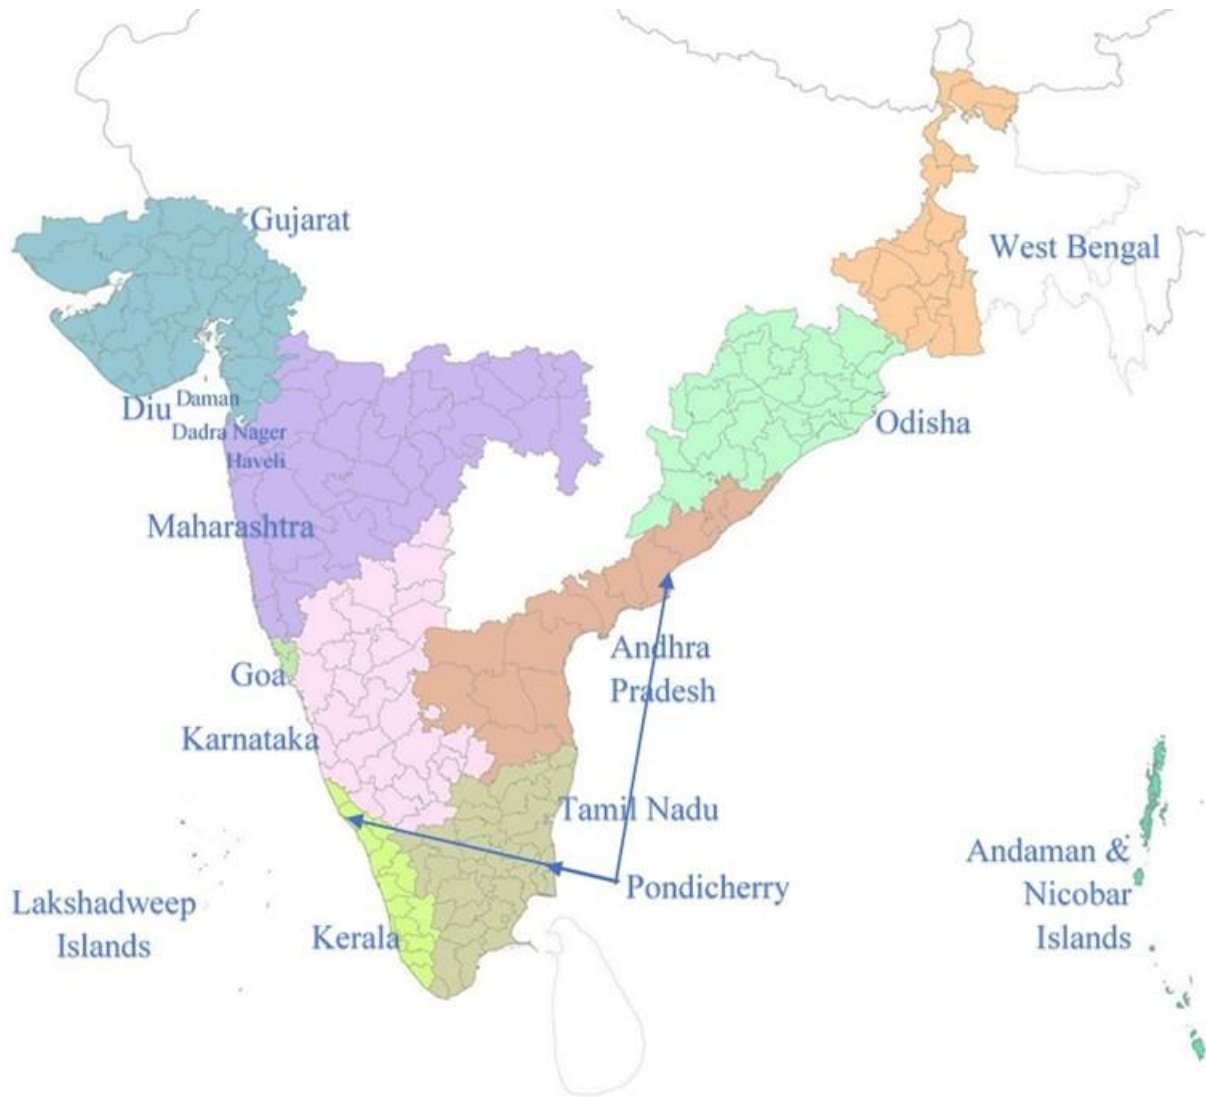 Gujarat
West Bengal
Diu
Daman
Dadra Nager
Haveli
Odisha
Maharashtra
Andhra
Pradesh
Goa
Karnataka
Tamil Nadu
Andaman &
Nicobar
Islands
Pondicherry
Lakshadweep
Islands
Kerala